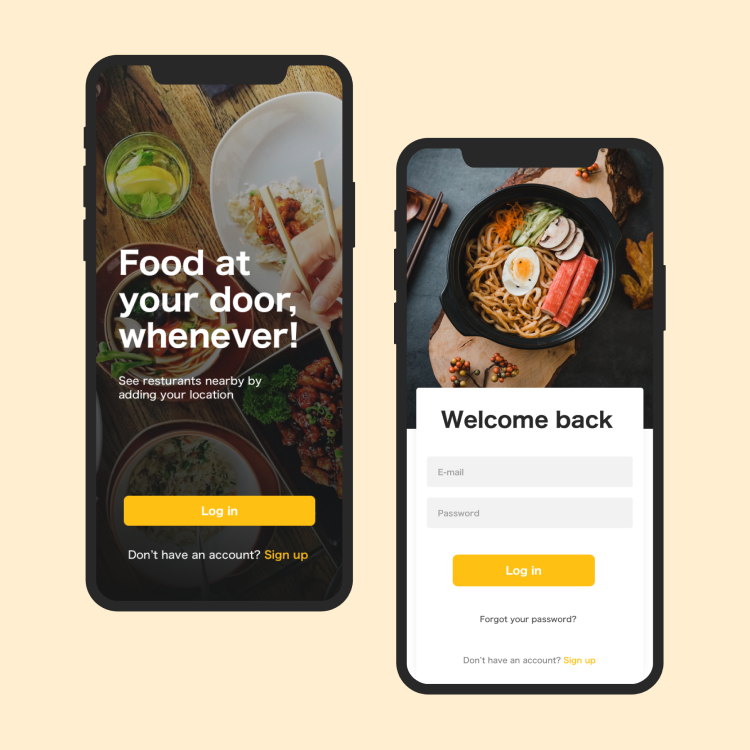 Food at
your door,
whenever!
See resturants nearby by
adding your location
Log in
Don't have an account? Sign up
Welcome back
E-mail
Password
Log in
Forgot your password?
Don't have an account? Sign up